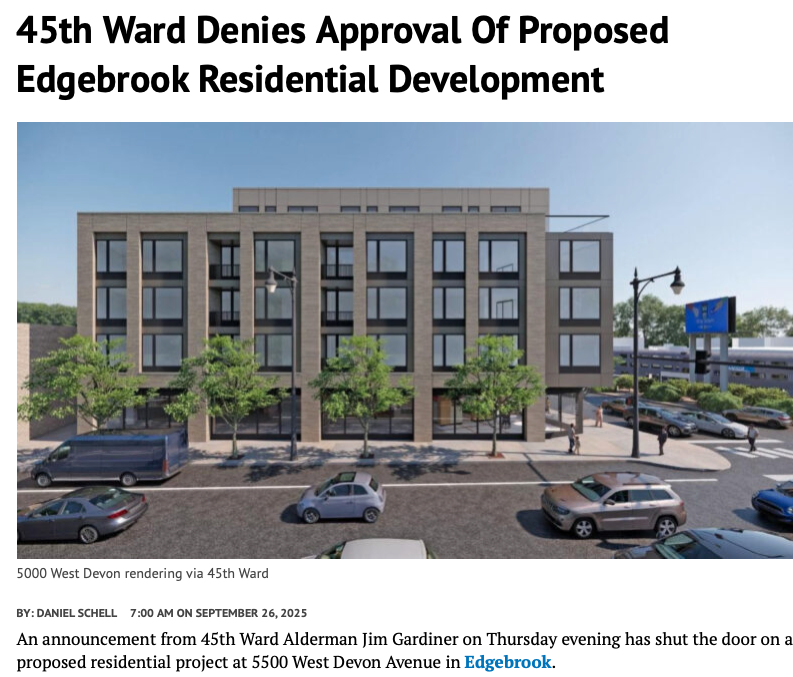 45th Ward Denies Approval Of Proposed
Edgebrook Residential Development
5000 West Devon rendering via 45th Ward
BY: DANIEL SCHELL 7:00 AM ON SEPTEMBER 26, 2025
An announcement from 45th Ward Alderman Jim Gardiner on Thursday evening has shut the door on a
proposed residential project at 5500 West Devon Avenue in Edgebrook.